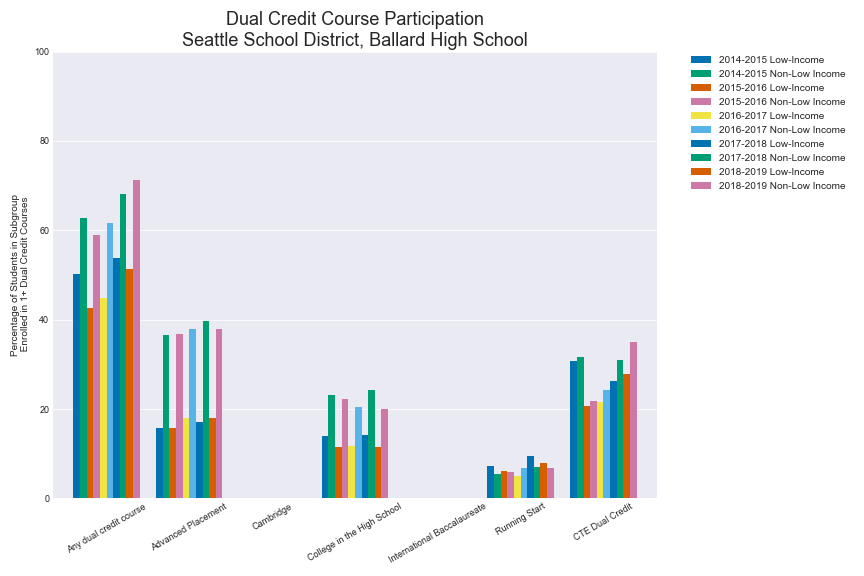 Dual Credit Course Participation
Seattle School District, Ballard High School
Percentage of Students in Subgroup
Enrolled in 1+ Dual Credit Courses
100
80
60
40
20
0
Any dual credit course
Advanced Placement
Cambridge
College in the High School
International Baccalaureate
Running Start
CTE Dual Credit
2014-2015 Low-Income
2014-2015 Non-Low Income
2015-2016 Low-Income
2015-2016 Non-Low Income
2016-2017 Low-Income
2016-2017 Non-Low Income
2017-2018 Low-Income
2017-2018 Non-Low Income
2018-2019 Low-Income
2018-2019 Non-Low Income